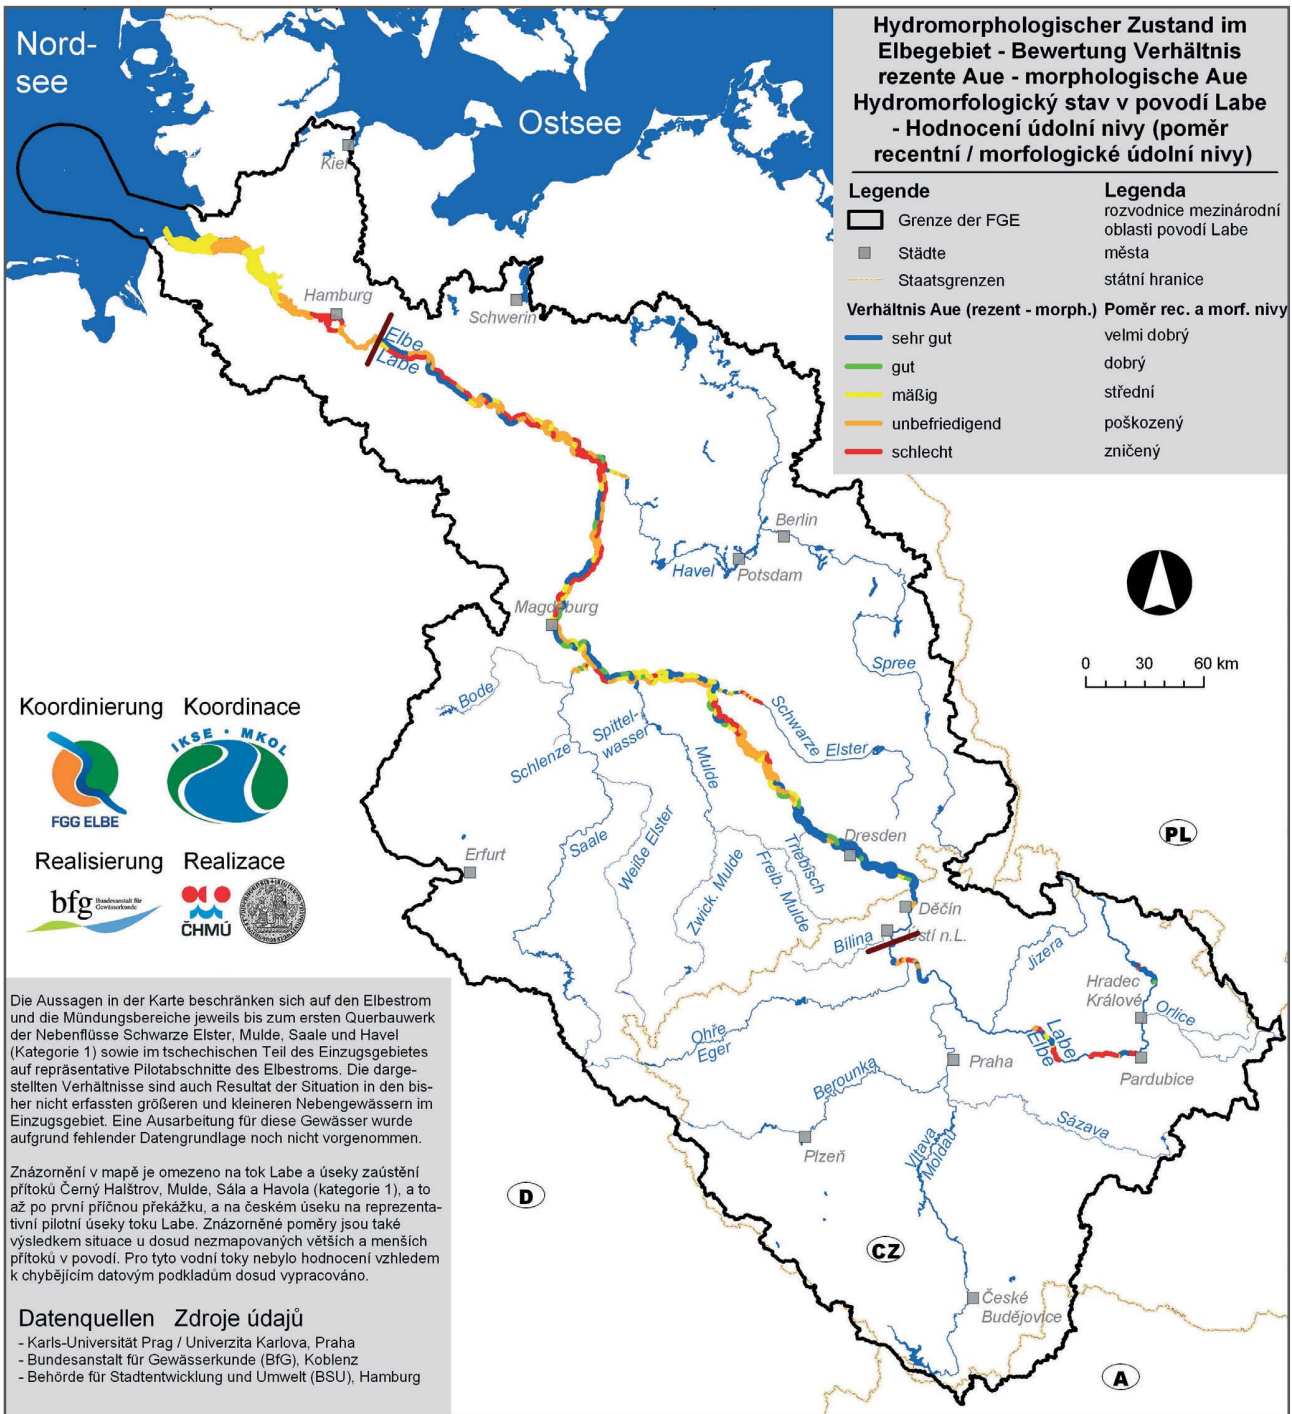 Nord-
see
Ostsee
Hydromorphologischer Zustand im
Elbegebiet - Bewertung Verhältnis
rezente Aue - morphologische Aue
Hydromorfologický stav v povodí Labe
- Hodnocení údolní nivy (poměr
recentní / morfologické údolní nivy)
Legende Legenda
Grenze der FGE
rozvodnice mezinárodní
oblasti povodí Labe
Städte města
Staatsgrenzen státní hranice
Verhältnis Aue (rezent - morph.) Poměr rec. a morf. nivy
sehr gut velmi dobrý
gut dobrý
mäßig střední
unbefriedigend poškozený
schlecht zničený
Kiel
Hamburg
Schwerin
Elbe
Labe
Berlin
Havel
Potsdam
Magdeburg
Spree
0 30 60 km
Bode
Schlenze
Spittel-
wasser
Mulde
Schwarze Elster
Koordinierung Koordinace
FGG ELBE
IKSE • MKOL
Realisierung Realizace
bfg Bundesanstalt für
Gewässerkunde
ČHMÚ
Saale
Weiße Elster
Zwick. Mulde
Freib. Mulde
Triebisch
Dresden
Erfurt
PL
Děčín
Bílina
Ústí n.L.
Jizera
Hradec
Králové
Orlice
Ohře
Eger
Labe
Elbe
Praha
Pardubice
Berounka
Plzeň
Vltava
Moldau
Sázava
D
CZ
České
Budějovice
A
Die Aussagen in der Karte beschränken sich auf den Elbestrom
und die Mündungsbereiche jeweils bis zum ersten Querbauwerk
der Nebenflüsse Schwarze Elster, Mulde, Saale und Havel
(Kategorie 1) sowie im tschechischen Teil des Einzugsgebietes
auf repräsentative Pilotabschnitte des Elbestroms. Die darge-
stellten Verhältnisse sind auch Resultat der Situation in den bis-
her nicht erfassten größeren und kleineren Nebengewässern im
Einzugsgebiet. Eine Ausarbeitung für diese Gewässer wurde
aufgrund fehlender Datengrundlage noch nicht vorgenommen.
Znázornění v mapě je omezeno na tok Labe a úseky zaústění
přítoků Černý Halštrov, Mulde, Sála a Havola (kategorie 1), a to
až po první příčnou překážku, a na českém úseku na reprezenta-
tivní pilotní úseky toku Labe. Znázorněné poměry jsou také
výsledkem situace u dosud nezmapovaných větších a menších
přítoků v povodí. Pro tyto vodní toky nebylo hodnocení vzhledem
k chybějícím datovým podkladům dosud vypracováno.
Datenquellen Zdroje údajů
- Karls-Universität Prag / Univerzita Karlova, Praha
- Bundesanstalt für Gewässerkunde (BfG), Koblenz
- Behörde für Stadtentwicklung und Umwelt (BSU), Hamburg